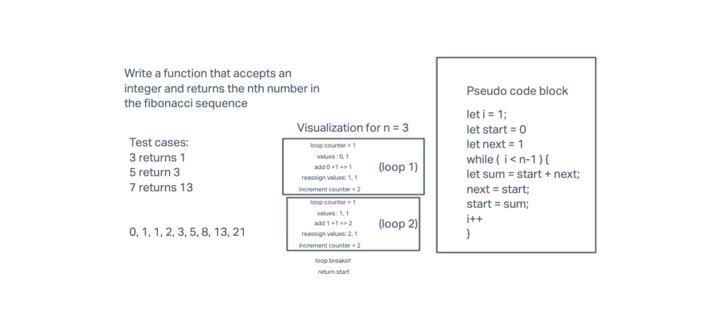 Write a function that accepts an
integer and returns the nth number in
the fibonacci sequence
Test cases:
3 returns 1
5 return 3
7 returns 13
0, 1, 1, 2, 3, 5, 8, 13, 21
Visualization for n = 3
loop counter = 1
values : 0, 1
add 0 +1 => 1
reassign values: 1, 1
increment counter = 2
(loop 1)
loop counter = 1
values : 1, 1
add 1 +1 => 2
reassign values: 2, 1
increment counter = 2
(loop 2)
loop breaks!!
return start
Pseudo code block
let i = 1;
let start = 0
let next = 1
while ( i < n-1 ) {
let sum = start + next;
next = start;
start = sum;
i++
}